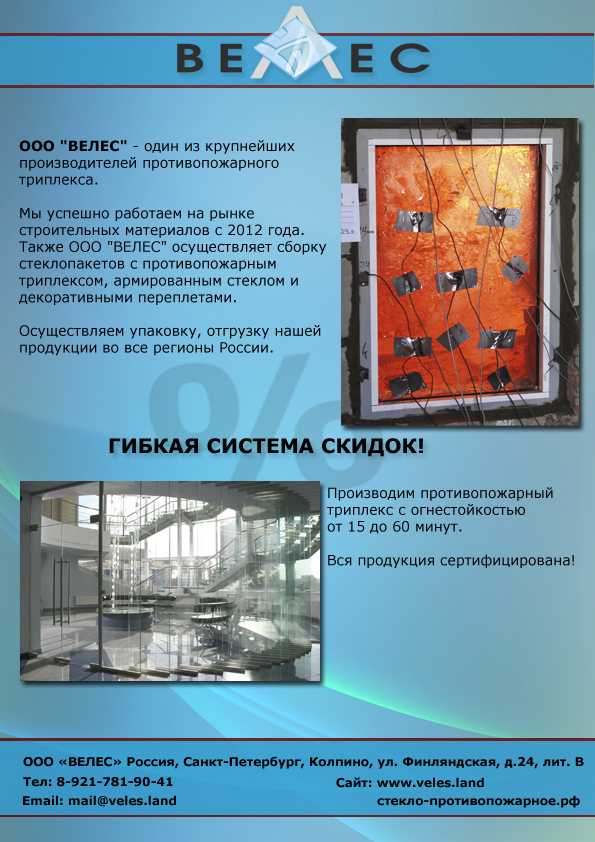 ВЕЛЕС
ООО "ВЕЛЕС" - один из крупнейших
производителей противопожарного
триплекса.
Мы успешно работаем на рынке
строительных материалов с 2012 года.
Также ООО "ВЕЛЕС" осуществляет сборку
стеклопакетов с противопожарным
триплексом, армированным стеклом и
декоративными переплетами.
Осуществляем упаковку, отгрузку нашей
продукции во все регионы России.
%
ГИБКАЯ СИСТЕМА СКИДОК!
Производим противопожарный
триплекс с огнестойкостью
от 15 до 60 минут.
Вся продукция сертифицирована!
ООО «ВЕЛЕС» Россия, Санкт-Петербург, Колпино, ул. Финляндская, д.24, лит. В
Тел: 8-921-781-90-41
Сайт: www.veles.land
Email: mail@veles.land
стекло-противопожарное.рф